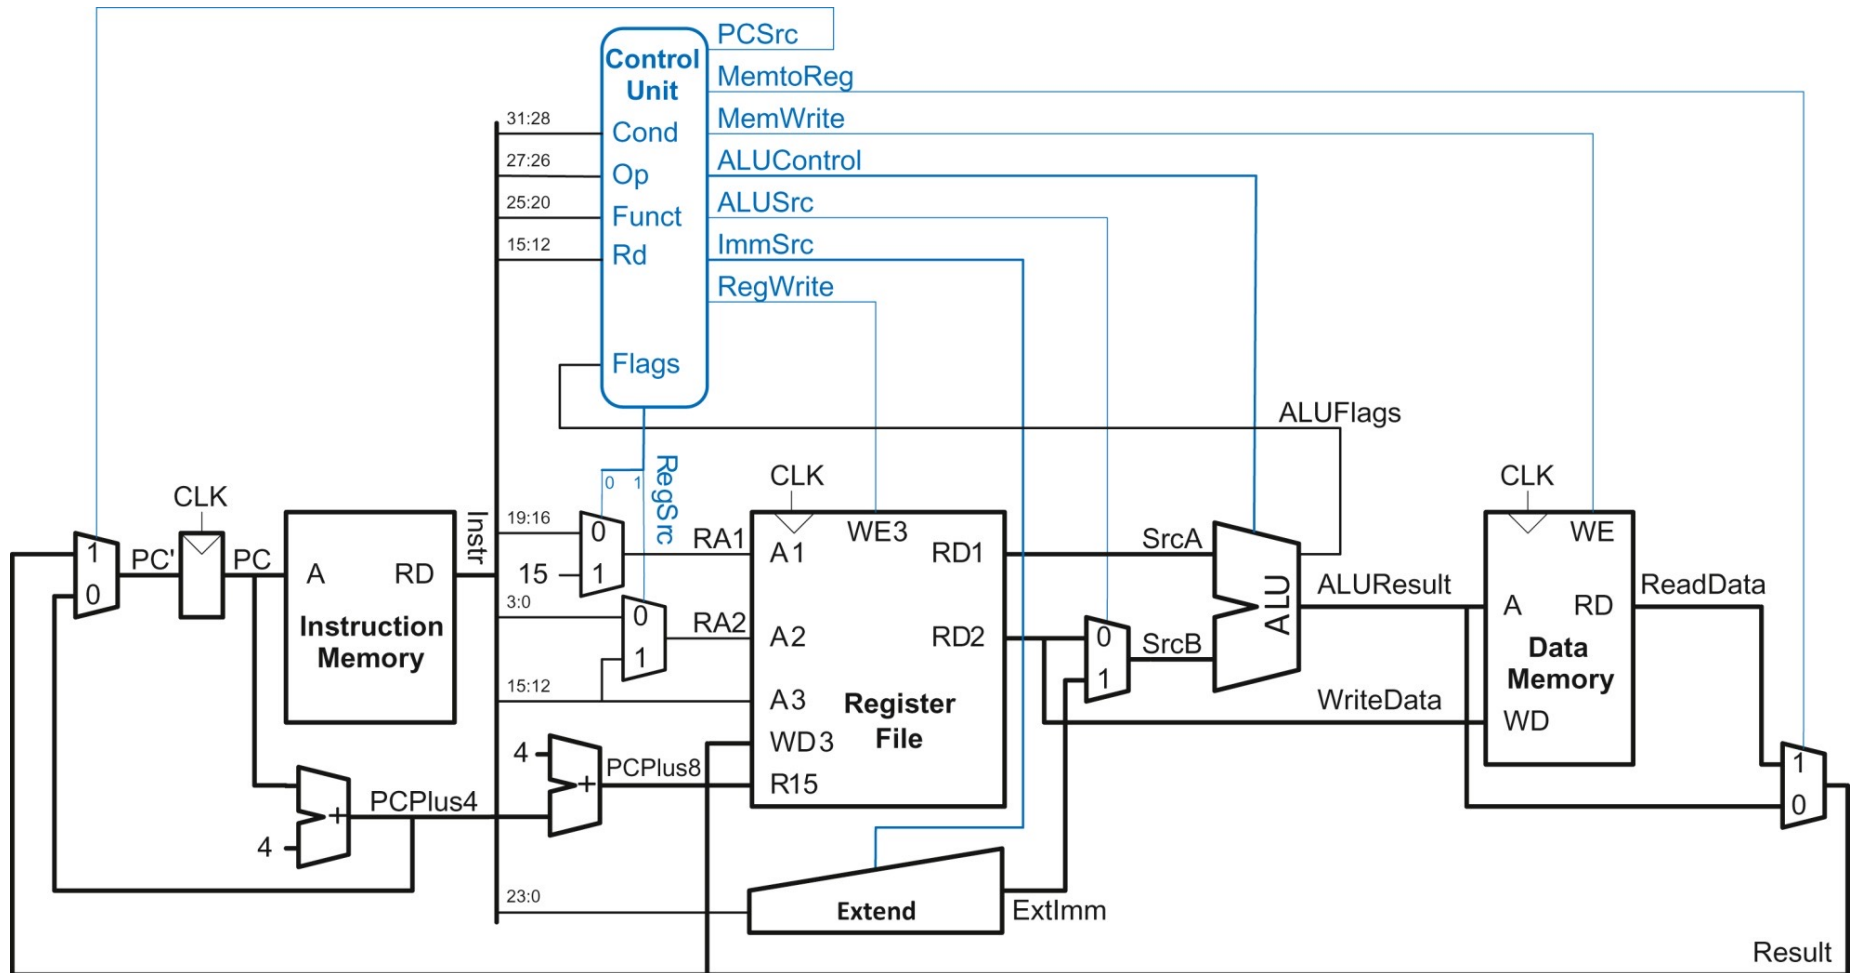 PCSrc
Control
Unit
MemtoReg
MemWrite
31:28
Cond
27:26
Op
ALUControl
25:20
Funct
ALUSrc
15:12
Rd
ImmSrc
RegWrite
Flags
ALUFlags
0 1
RegSrc
CLK
PC'
1
0
PC
A
RD
Instruction
Memory
Instr
19:16
0
15
1
RA1
3:0
0
1
RA2
15:12
CLK
WE3
A1
RD1
A2
RD2
A3
WD3
R15
Register
File
SrcA
0
1
SrcB
ALU
ALUResult
WriteData
CLK
WE
A
RD
Data
Memory
WD
ReadData
1
0
4
+
PCPlus4
4
+
PCPlus8
23:0
Extend
ExtImm
Result